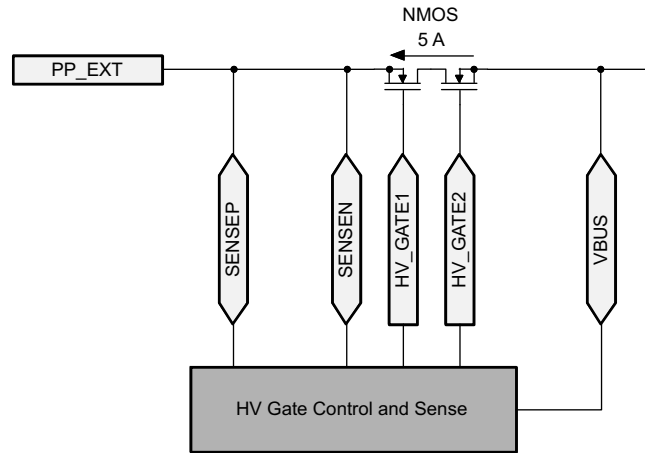 NMOS
5 A
PP_EXT
SENSEP
SENSEN
HV_GATE1
HV_GATE2
VBUS
HV Gate Control and Sense